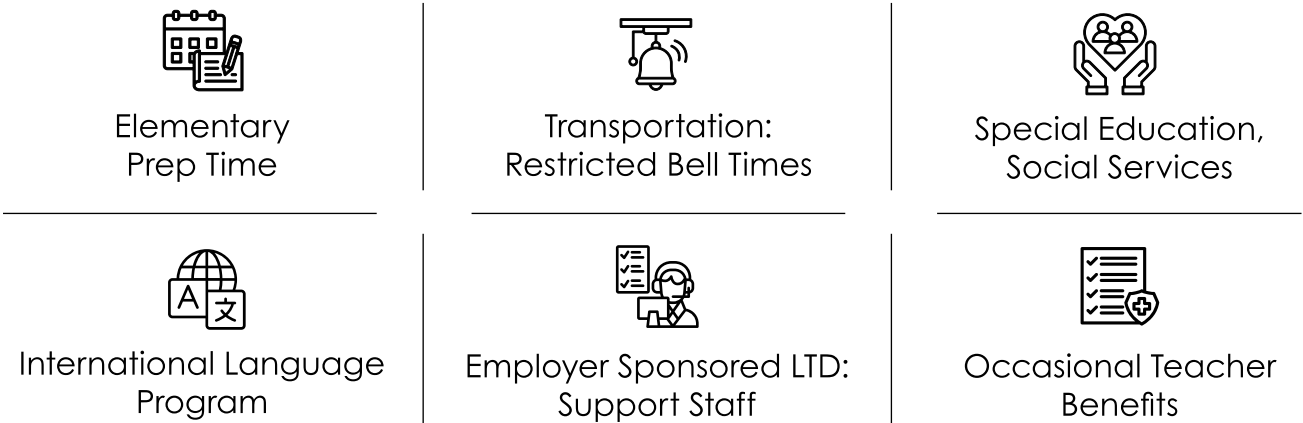 Elementary
Prep Time
Transportation:
Restricted Bell Times
Special Education,
Social Services
A
文
International Language
Program
Employer Sponsored LTD:
Support Staff
Occasional Teacher
Benefits